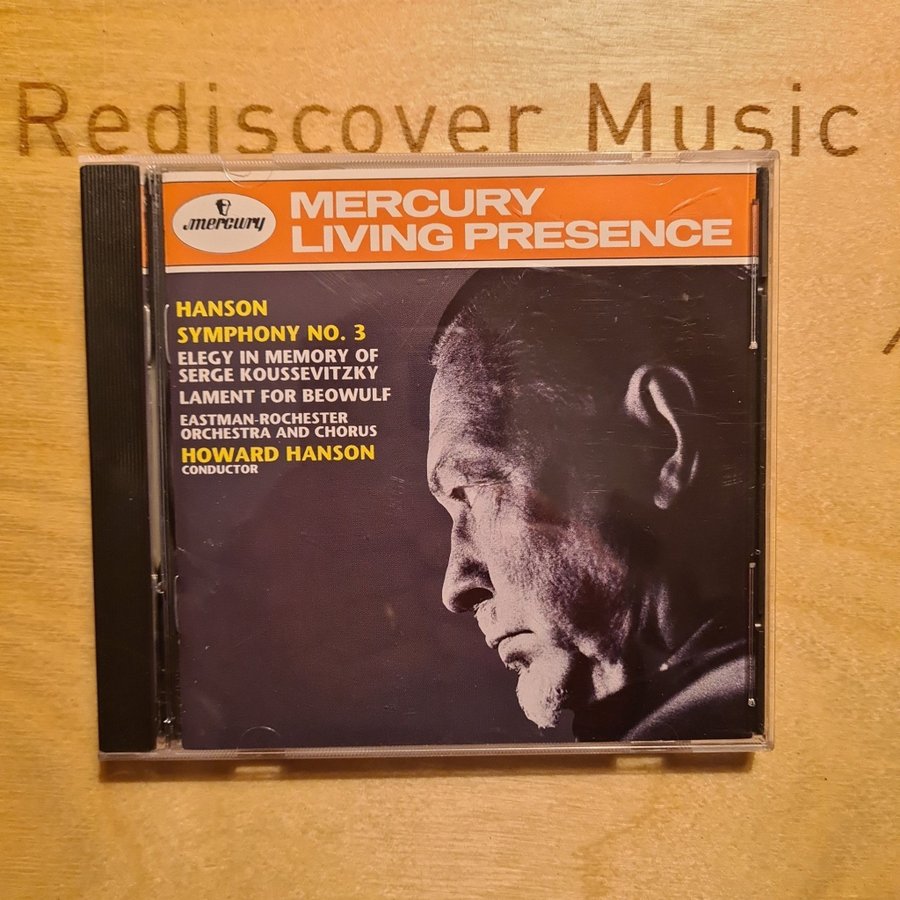 Rediscover Music
mercury
MERCURY
LIVING PRESENCE
HANSON
SYMPHONY NO. 3
ELEGY IN MEMORY OF
SERGE KOUSSEVITZKY
LAMENT FOR BEOWULF
EASTMAN-ROCHESTER
ORCHESTRA AND CHORUS
HOWARD HANSON
CONDUCTOR